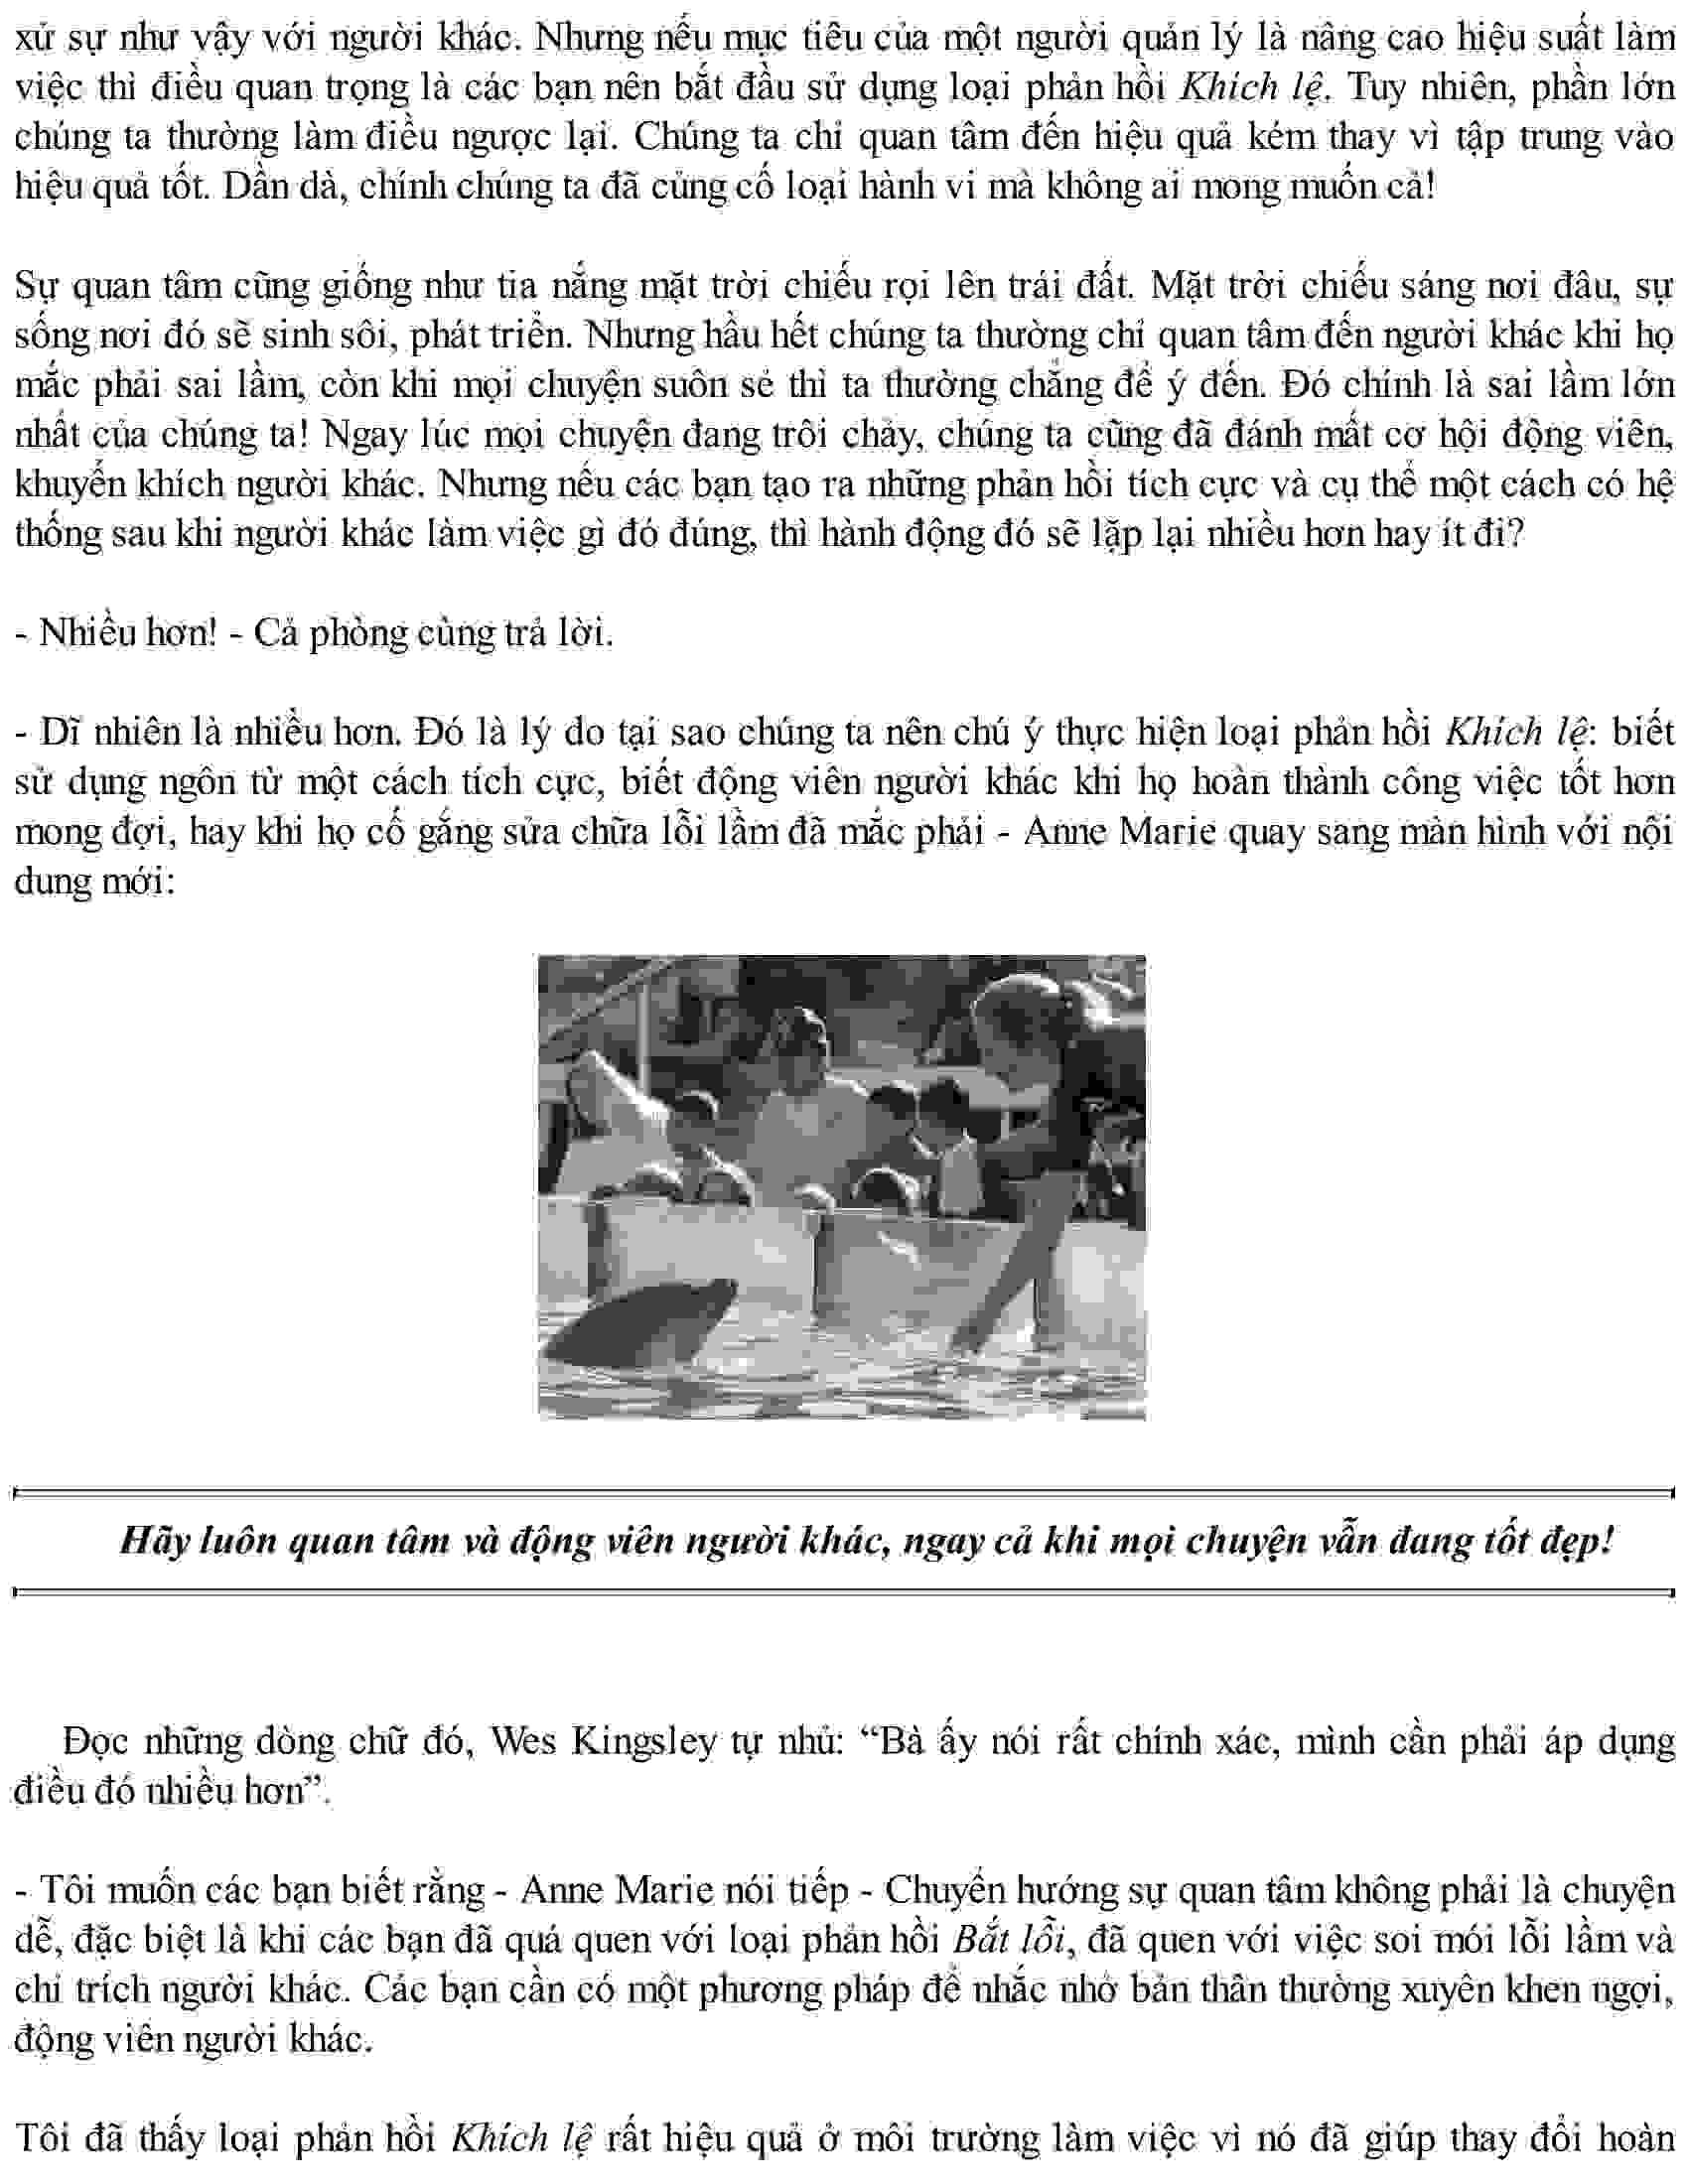 xử sự như vậy với người khác. Nhưng nếu mục tiêu của một người quản lý là nâng cao hiệu suất làm
việc thì điều quan trọng là các bạn nên bắt đầu sử dụng loại phản hồi Khích lệ. Tuy nhiên, phần lớn
chúng ta thường làm điều ngược lại. Chúng ta chỉ quan tâm đến hiệu quả kém thay vì tập trung vào
hiệu quả tốt. Dần dà, chính chúng ta đã củng cố loại hành vi mà không ai mong muốn cả!
Sự quan tâm cũng giống như tia nắng mặt trời chiếu rọi lên trái đất. Mặt trời chiếu sáng nơi đâu, sự
sống nơi đó sẽ sinh sôi, phát triển. Nhưng hầu hết chúng ta thường chỉ quan tâm đến người khác khi họ
mắc phải sai lầm, còn khi mọi chuyện suôn sẻ thì ta thường chẳng để ý đến. Đó chính là sai lầm lớn
nhất của chúng ta! Ngay lúc mọi chuyện đang trôi chảy, chúng ta cũng đã đánh mất cơ hội động viên,
khuyến khích người khác. Nhưng nếu các bạn tạo ra những phản hồi tích cực và cụ thể một cách có hệ
thống sau khi người khác làm việc gì đó đúng, thì hành động đó sẽ lặp lại nhiều hơn hay ít đi?
- Nhiều hơn! - Cả phòng cùng trả lời.
- Dĩ nhiên là nhiều hơn. Đó là lý do tại sao chúng ta nên chú ý thực hiện loại phản hồi Khích lệ: biết
sử dụng ngôn từ một cách tích cực, biết động viên người khác khi họ hoàn thành công việc tốt hơn
mong đợi, hay khi họ cố gắng sửa chữa lỗi lầm đã mắc phải - Anne Marie quay sang màn hình với nội
dung mới:
Hãy luôn quan tâm và động viên người khác, ngay cả khi mọi chuyện vẫn đang tốt đẹp!
Đọc những dòng chữ đó, Wes Kingsley tự nhủ: “Bà ấy nói rất chính xác, mình cần phải áp dụng
điều đó nhiều hơn”.
- Tôi muốn các bạn biết rằng - Anne Marie nói tiếp - Chuyển hướng sự quan tâm không phải là chuyện
dễ, đặc biệt là khi các bạn đã quá quen với loại phản hồi Bắt lỗi, đã quen với việc soi mói lỗi lầm và
chỉ trích người khác. Các bạn cần có một phương pháp để nhắc nhở bản thân thường xuyên khen ngợi,
động viên người khác.
Tôi đã thấy loại phản hồi Khích lệ rất hiệu quả ở môi trường làm việc vì nó đã giúp thay đổi hoàn